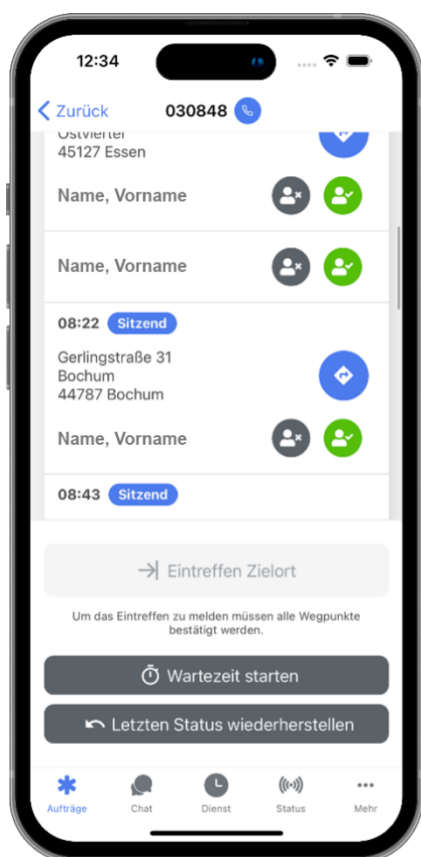 12:34
Zurück
030848
Ostviertel
45127 Essen
Name, Vorname
Name, Vorname
08:22 Sitzend
Gerlingstraße 31
Bochum
44787 Bochum
Name, Vorname
08:43 Sitzend
Eintreffen Zielort
Um das Eintreffen zu melden müssen alle Wegpunkte
bestätigt werden.
Wartezeit starten
Letzten Status wiederherstellen
Aufträge Chat Dienst Status Mehr